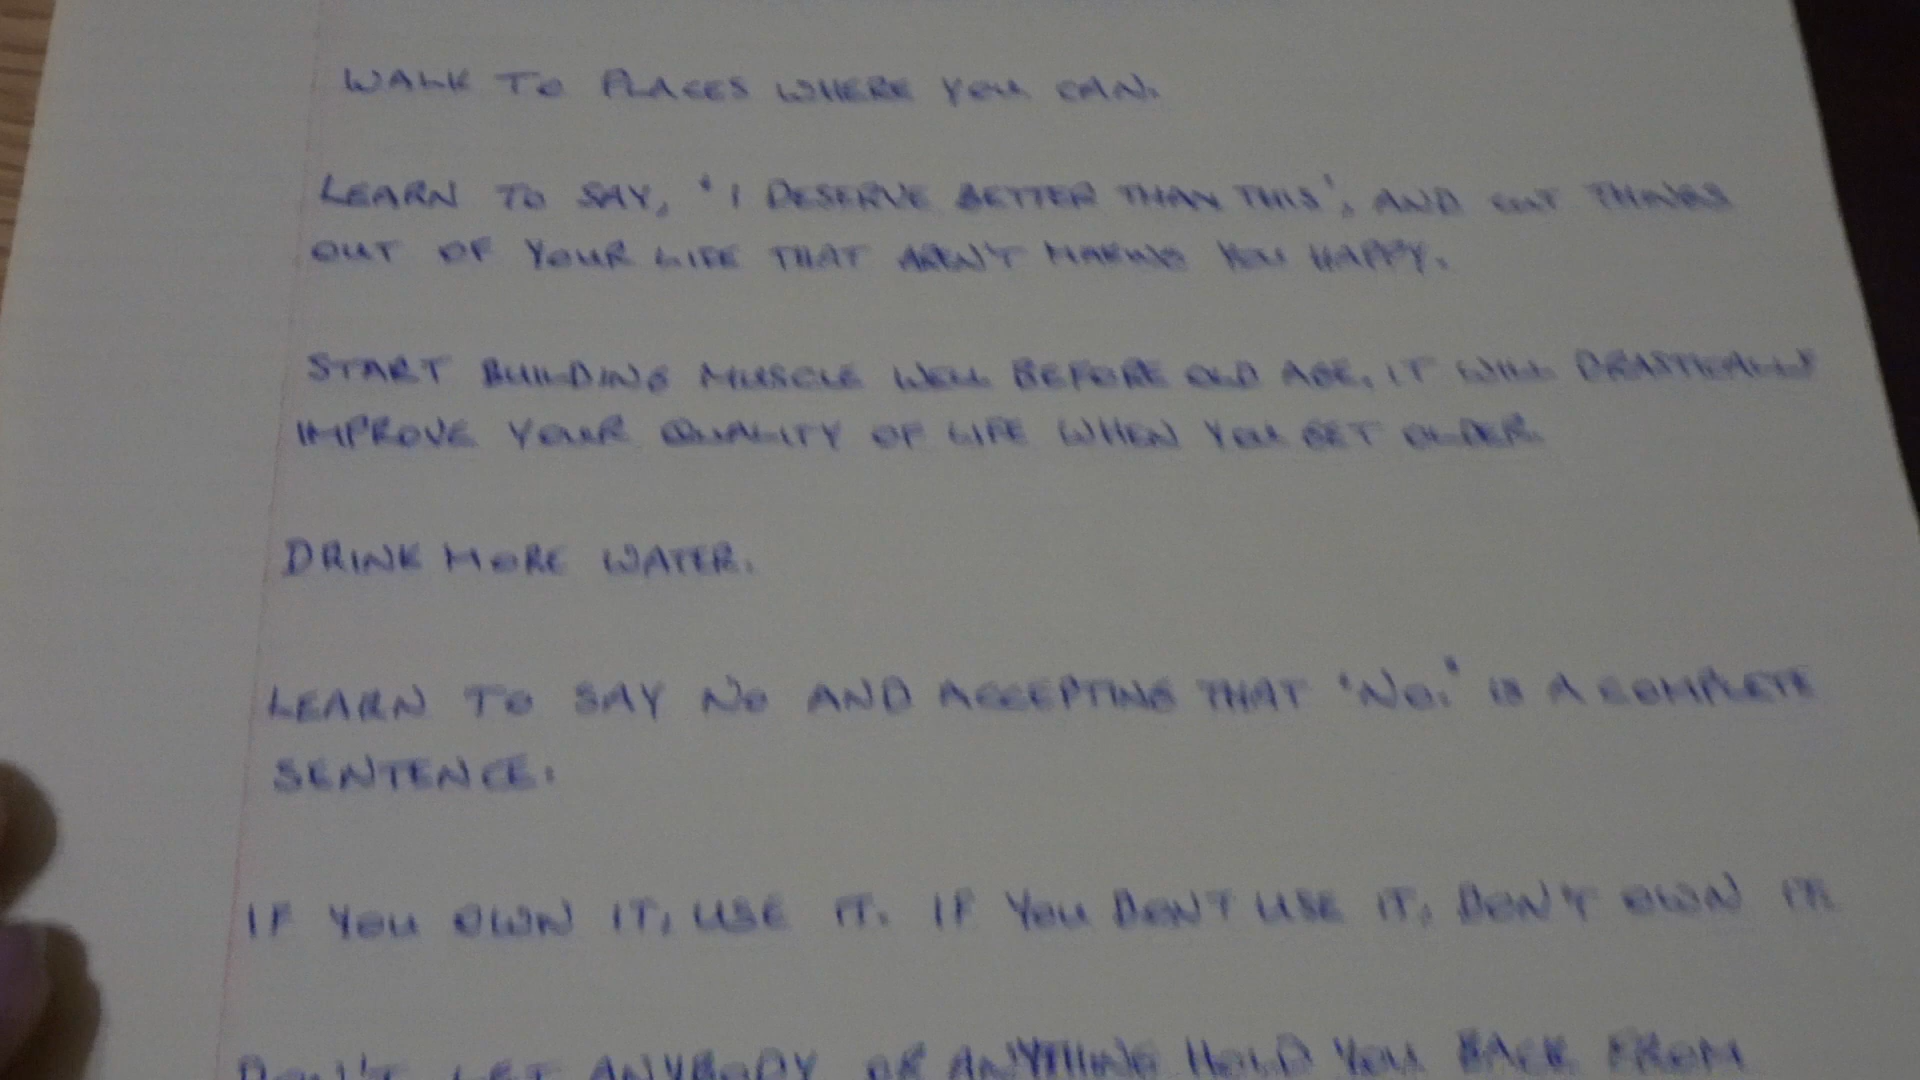 WALK TO PLACES WHERE YOU CAN.
LEARN TO SAY, 'I DESERVE BETTER THAN THIS', AND CUT THINGS
OUT OF YOUR LIFE THAT AREN'T MAKING YOU HAPPY.
START BUILDING MUSCLE WELL BEFORE OLD AGE, IT WILL DRASTICALLY
IMPROVE YOUR QUALITY OF LIFE WHEN YOU GET OLDER.
DRINK MORE WATER.
LEARN TO SAY NO AND ACCEPTING THAT 'NO.' IS A COMPLETE
SENTENCE.
IF YOU OWN IT, USE IT. IF YOU DON'T USE IT, DON'T OWN IT.
DON'T LET ANYBODY OR ANYTHING HOLD YOU BACK FROM